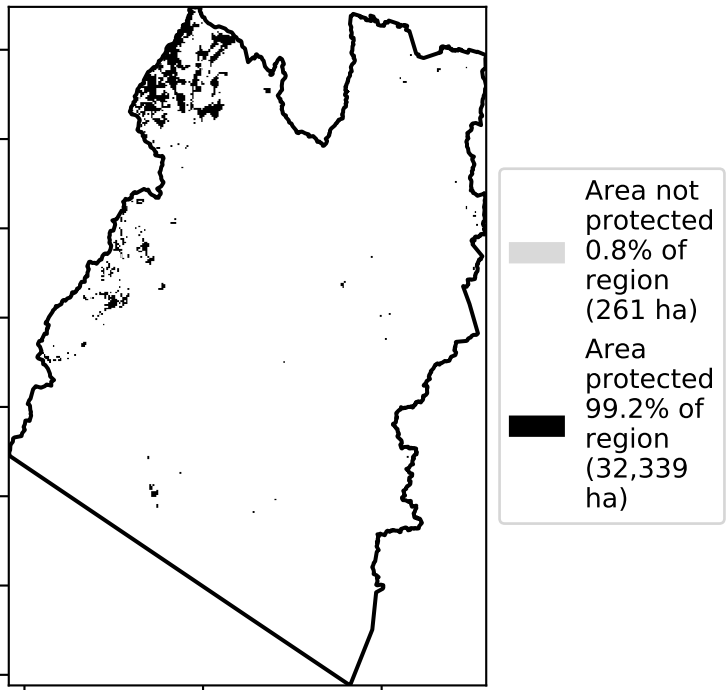 Area not
protected
0.8% of
region
(261 ha)
Area
protected
99.2% of
region
(32,339
ha)